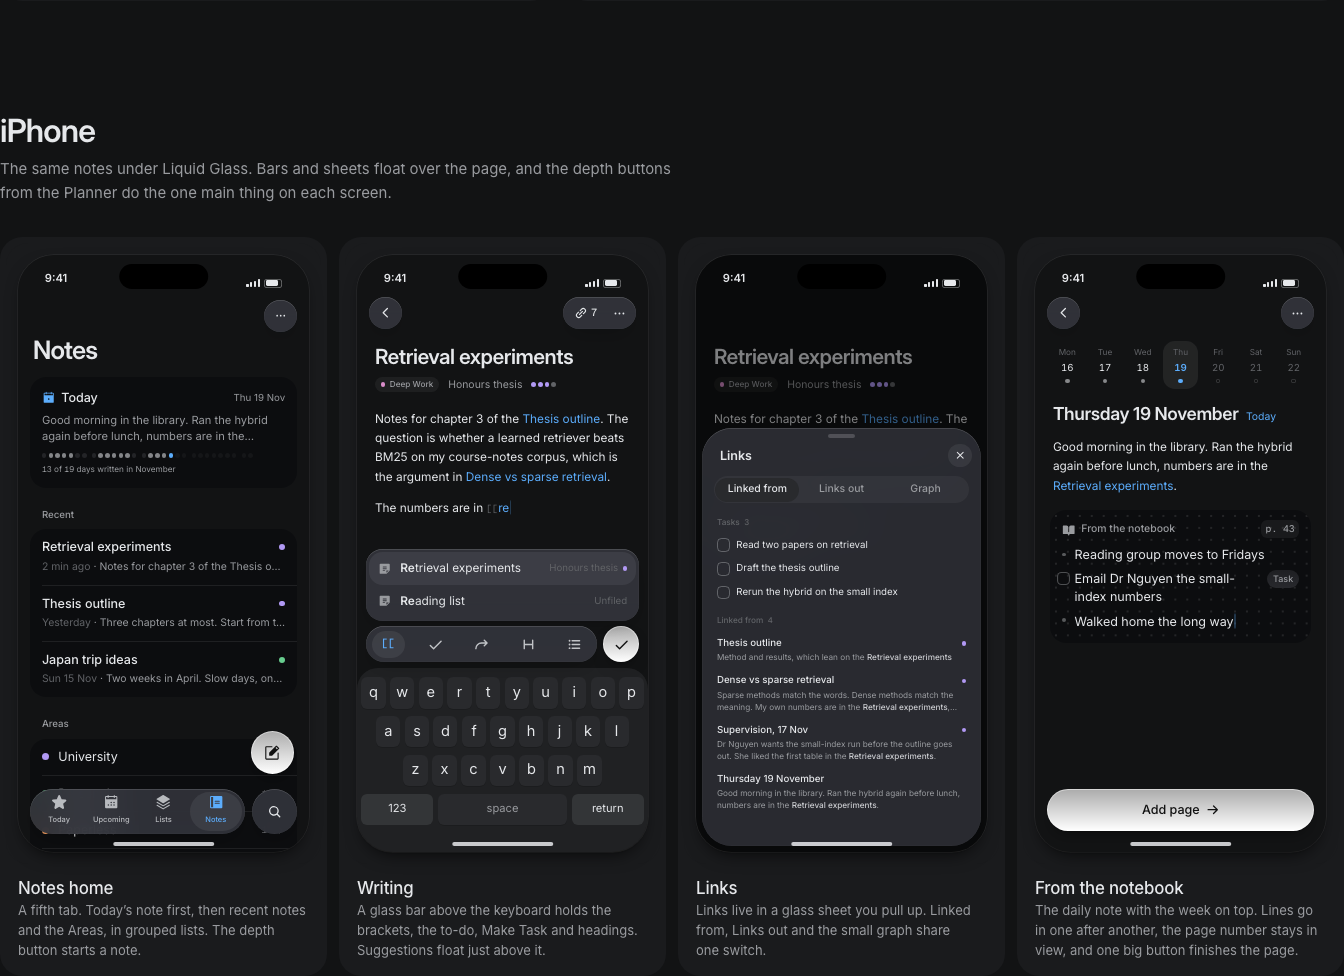 iPhone
The same notes under Liquid Glass. Bars and sheets float over the page, and the depth buttons
from the Planner do the one main thing on each screen.
9:41
Notes
Today
Thu 19 Nov
Good morning in the library. Ran the hybrid
again before lunch, numbers are in the...
13 of 19 days written in November
Recent
Retrieval experiments
2 min ago · Notes for chapter 3 of the Thesis o...
Thesis outline
Yesterday · Three chapters at most. Start from t...
Japan trip ideas
Sun 15 Nov · Two weeks in April. Slow days, on...
Areas
University
Today
Upcoming
Lists
Notes
Notes home
A fifth tab. Today's note first, then recent notes
and the Areas, in grouped lists. The depth
button starts a note.
9:41
7
Retrieval experiments
Deep Work
Honours thesis
Notes for chapter 3 of the Thesis outline. The
question is whether a learned retriever beats
BM25 on my course-notes corpus, which is
the argument in Dense vs sparse retrieval.
The numbers are in [[re
Retrieval experiments
Honours thesis
Reading list
Unfiled
[[
H
q w e r t y u i o p
a s d f g h j k l
z x c v b n m
123
space
return
Writing
A glass bar above the keyboard holds the
brackets, the to-do, Make Task and headings.
Suggestions float just above it.
9:41
Retrieval experiments
Deep Work
Honours thesis
Notes for chapter 3 of the Thesis outline. The
Links
Linked from
Links out
Graph
Tasks 3
Read two papers on retrieval
Draft the thesis outline
Rerun the hybrid on the small index
Linked from 4
Thesis outline
Method and results, which lean on the Retrieval experiments
Dense vs sparse retrieval
Sparse methods match the words. Dense methods match the
meaning. My own numbers are in the Retrieval experiments,...
Supervision, 17 Nov
Dr Nguyen wants the small-index run before the outline goes
out. She liked the first table in the Retrieval experiments.
Thursday 19 November
Good morning in the library. Ran the hybrid again before lunch,
numbers are in the Retrieval experiments.
Links
Links live in a glass sheet you pull up. Linked
from, Links out and the small graph share
one switch.
9:41
Mon Tue Wed Thu Fri Sat Sun
16 17 18 19 20 21 22
Thursday 19 November Today
Good morning in the library. Ran the hybrid
again before lunch, numbers are in the
Retrieval experiments.
From the notebook
p. 43
Reading group moves to Fridays
Email Dr Nguyen the small-
index numbers
Task
Walked home the long way
Add page →
From the notebook
The daily note with the week on top. Lines go
in one after another, the page number stays in
view, and one big button finishes the page.